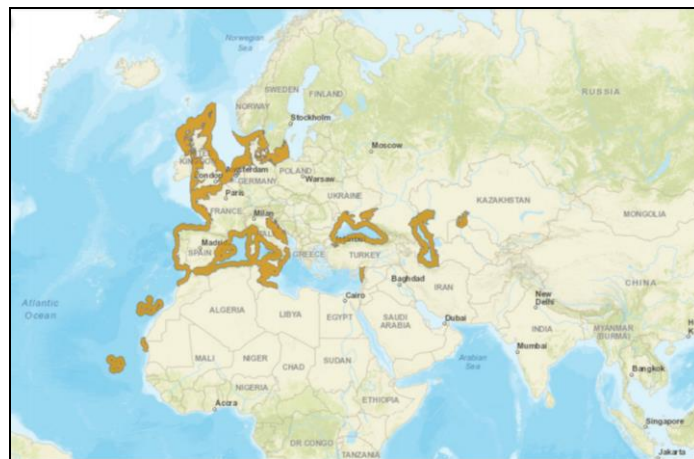 Norwegian
Sea
SWEDEN
FINLAND
NORWAY
RUSSIA
Stockholm
Moscow
KINGDOM
London
Amsterdam
GERMANY
POLAND
Warsaw
Paris
UKRAINE
KAZAKHSTAN
FRANCE
Milan
MONGOLIA
Madrid
SPAIN
GREECE
TURKEY
Atlantic
Ocean
Baghdad
IRAN
CHINA
Cairo
New
Delhi
ALGERIA
LIBYA
EGYPT
SAUDI
ARABIA
Dubai
INDIA
MYANMAR
(BURMA)
Mumbai
MALI
NIGER
CHAD
SUDAN
Arabian
Sea
Bangkok
NIGERIA
Accra
ETHIOPIA
Singapore
DR CONGO
TANZANIA
Jakarta